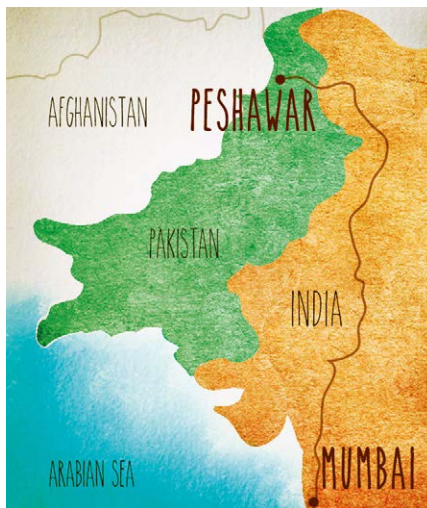 AFGHANISTAN
PESHAWAR
PAKISTAN
INDIA
MUMBAI
ARABIAN SEA